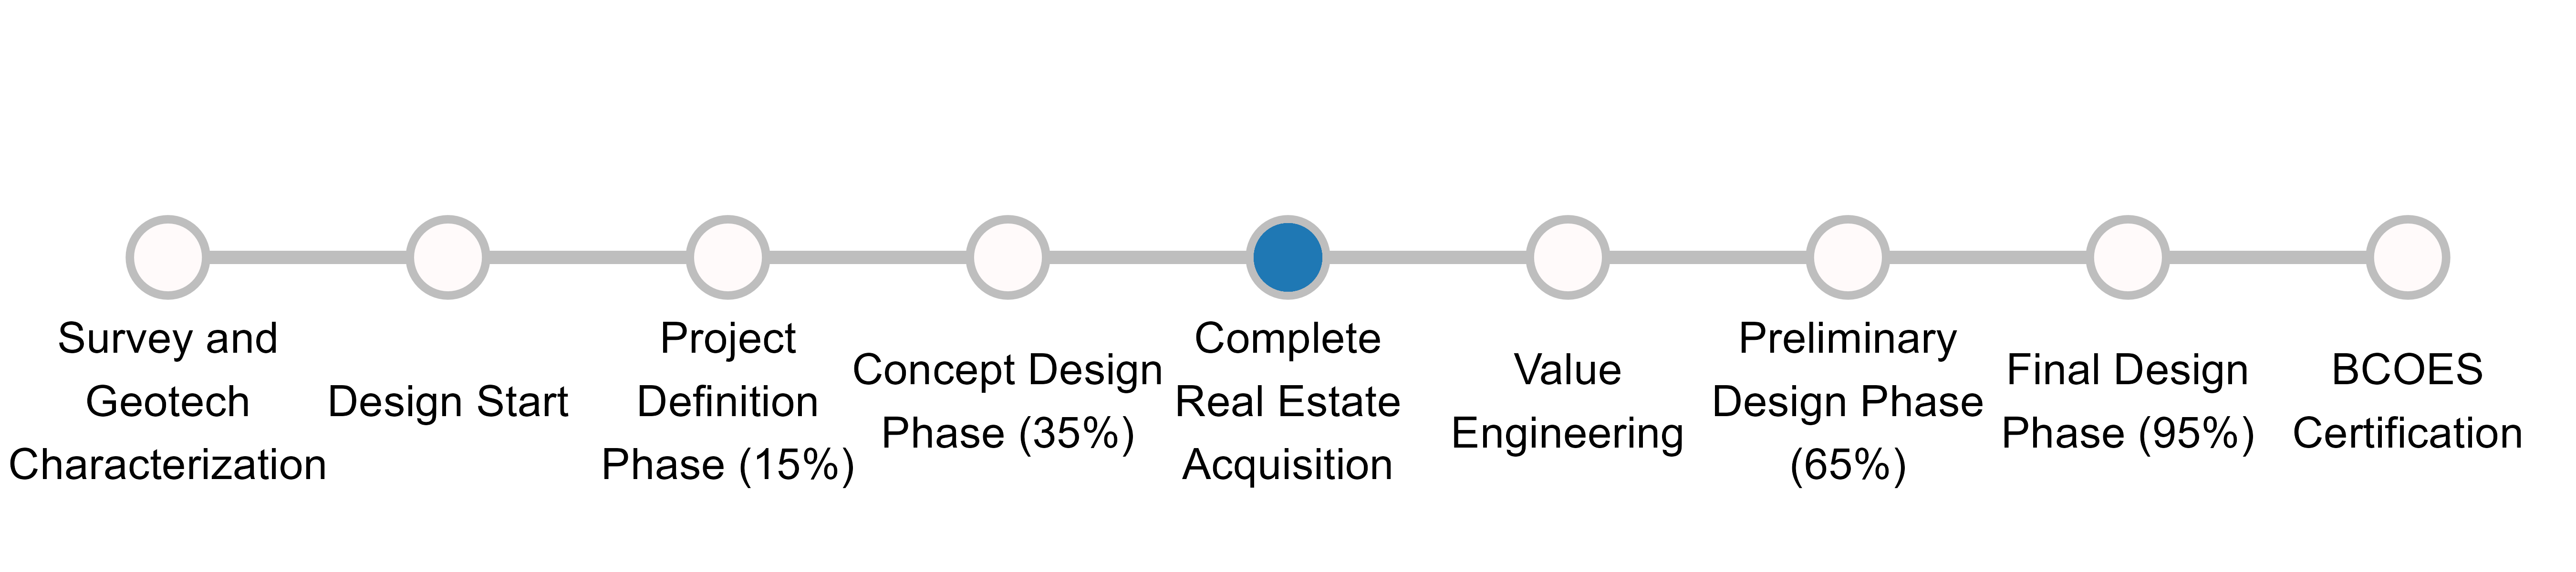 Survey and
Geotech
Characterization
Design Start
Project
Definition
Phase (15%)
Concept Design
Phase (35%)
Complete
Real Estate
Acquisition
Value
Engineering
Preliminary
Design Phase
(65%)
Final Design
Phase (95%)
BCOES
Certification